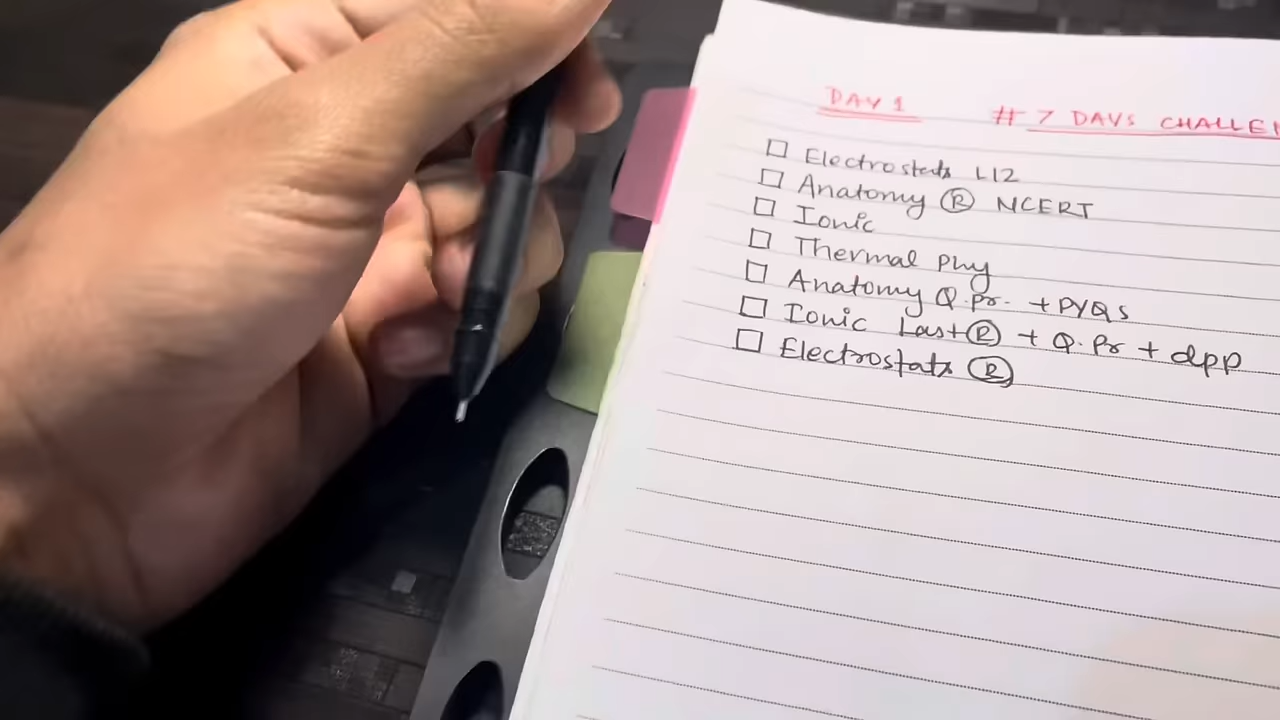 DAY 1 # 7 DAYS CHALLE
Electrostats L12
Anatomy Ⓡ NCERT
Ionic
Thermal Phy
Anatomy Q.Pr. + PYQs
Ionic Last Ⓡ + Q.Pr + dpp
Electrostats Ⓡ